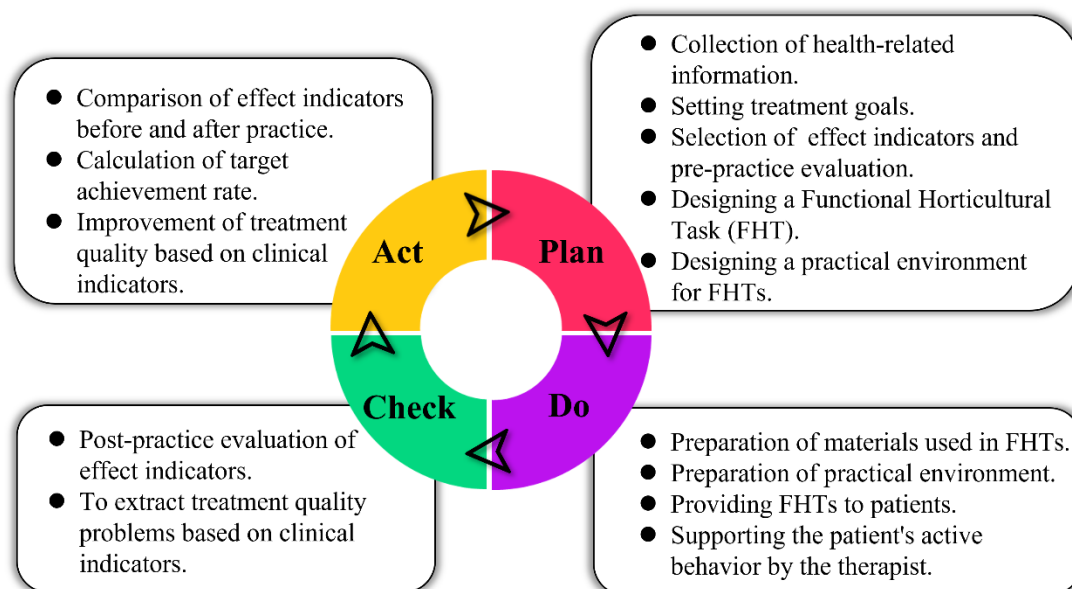 ● Collection of health-related
information.
● Setting treatment goals.
● Selection of effect indicators and
pre-practice evaluation.
● Designing a Functional Horticultural
Task (FHT).
● Designing a practical environment
for FHTs.
● Comparison of effect indicators
before and after practice.
● Calculation of target
achievement rate.
● Improvement of treatment
quality based on clinical
indicators.
Act
Plan
Check
Do
● Post-practice evaluation of
effect indicators.
● To extract treatment quality
problems based on clinical
indicators.
● Preparation of materials used in FHTs.
● Preparation of practical environment.
● Providing FHTs to patients.
● Supporting the patient's active
behavior by the therapist.